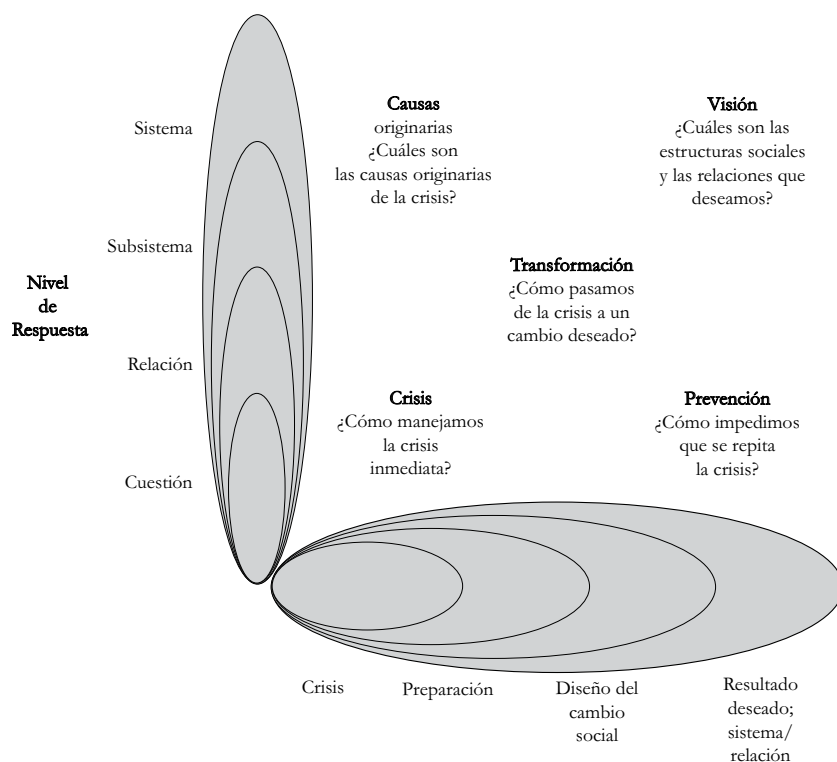 Sistema
Subsistema
Nivel
de
Respuesta
Relación
Cuestión
Causas
originarias
¿Cuáles son
las causas originarias
de la crisis?
Visión
¿Cuáles son las
estructuras sociales
y las relaciones que
deseamos?
Transformación
¿Cómo pasamos
de la crisis a un
cambio deseado?
Crisis
¿Cómo manejamos
la crisis
inmediata?
Prevención
¿Cómo impedimos
que se repita
la crisis?
Crisis
Preparación
Diseño del
cambio
social
Resultado
deseado;
sistema/
relación